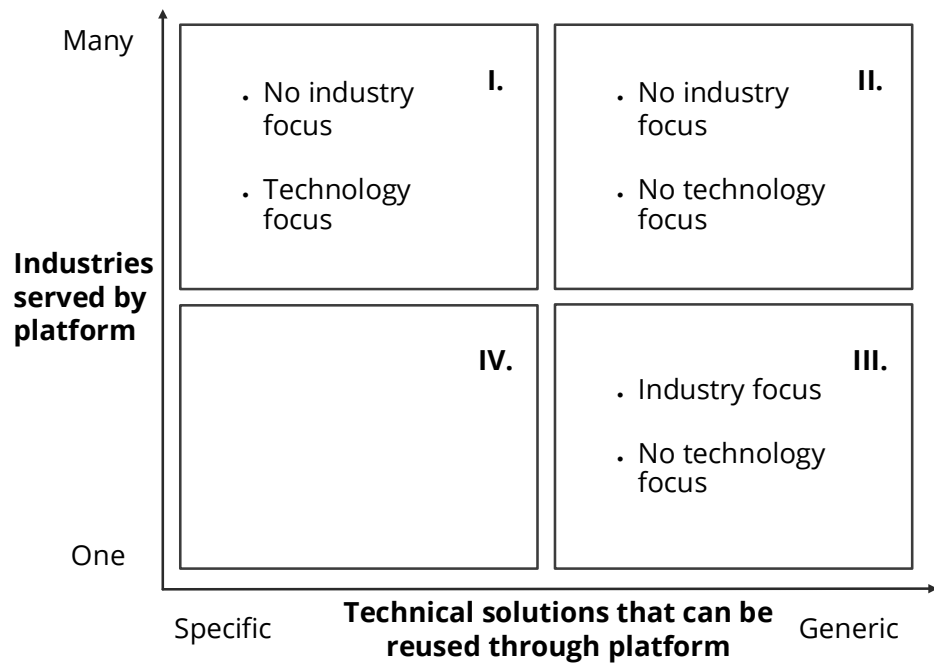 Many
I.
• No industry
focus
• Technology
focus
II.
• No industry
focus
• No technology
focus
Industries
served by
platform
IV.
III.
• Industry focus
• No technology
focus
One
Specific
Technical solutions that can be
reused through platform
Generic